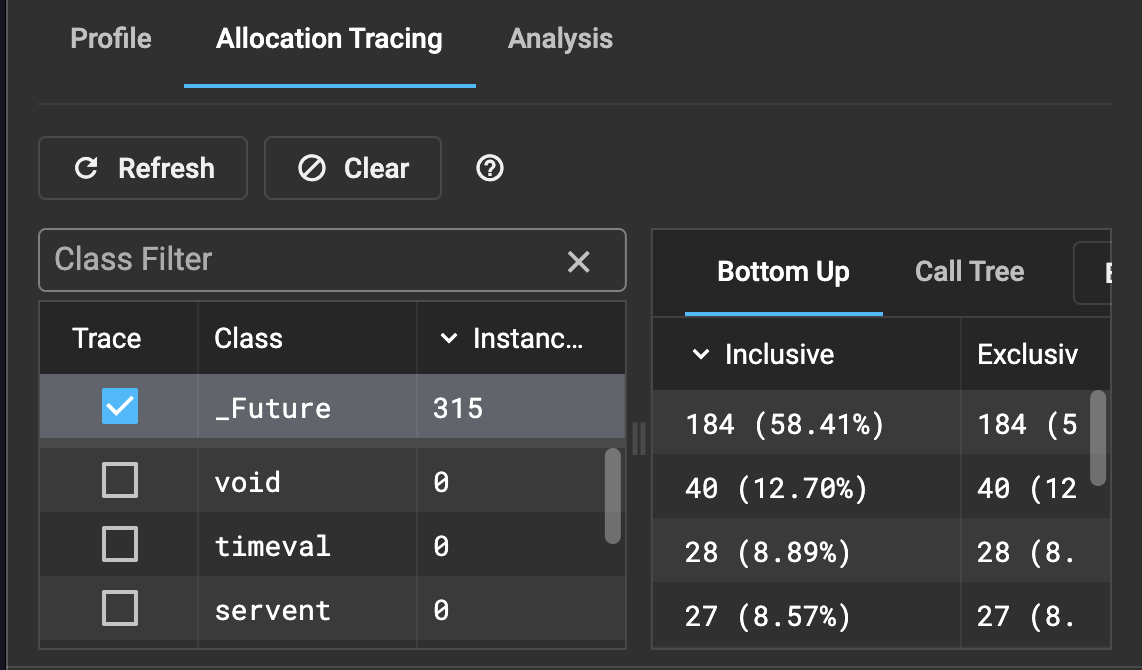 Profile Allocation Tracing Analysis
Refresh Clear
Class Filter
Bottom Up Call Tree
Trace Class Instanc...
Inclusive Exclusiv
_Future 315
184 (58.41%) 184 (5
void 0
40 (12.70%) 40 (12
timeval 0
28 (8.89%) 28 (8.
servent 0
27 (8.57%) 27 (8.